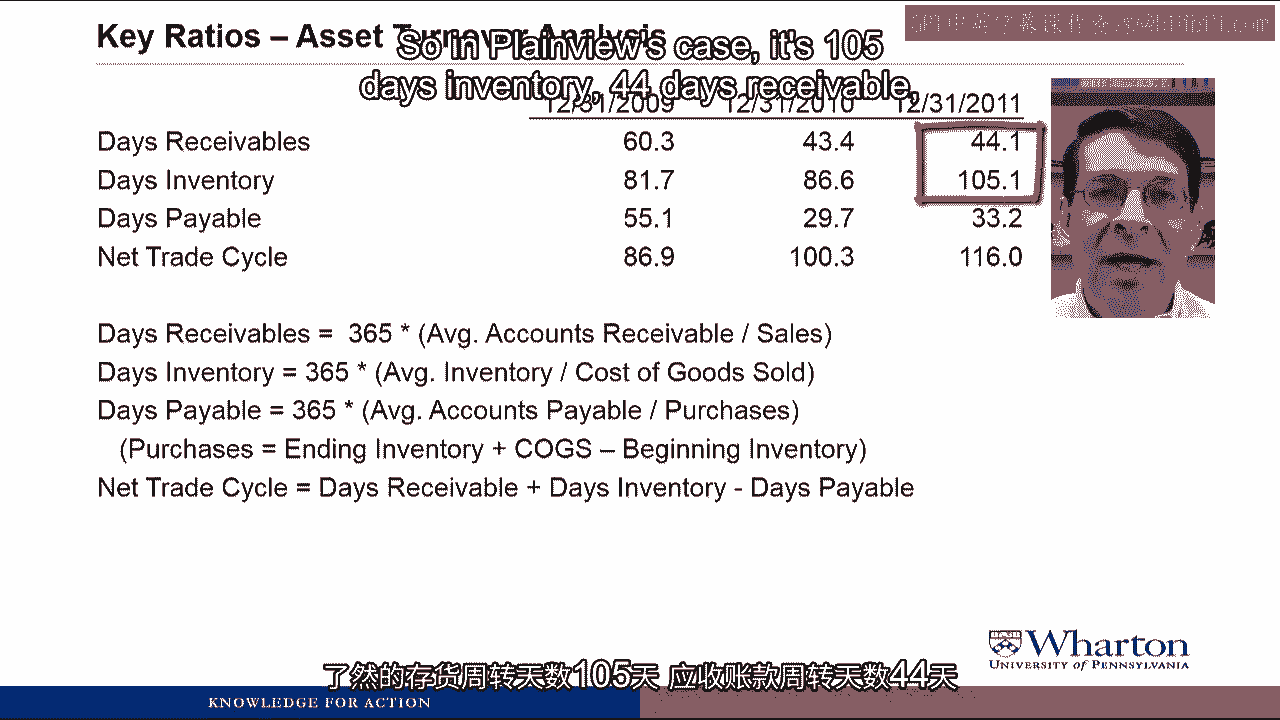 Key Ratios – Asset Turnover Analysis
So in Plainview's case, it's 105
days inventory, 44 days receivable,
12/31/2009 12/31/2010 12/31/2011
Days Receivables 60.3 43.4 44.1
Days Inventory 81.7 86.6 105.1
Days Payable 55.1 29.7 33.2
Net Trade Cycle 86.9 100.3 116.0
Days Receivables = 365 * (Avg. Accounts Receivable / Sales)
Days Inventory = 365 * (Avg. Inventory / Cost of Goods Sold)
Days Payable = 365 * (Avg. Accounts Payable / Purchases)
(Purchases = Ending Inventory + COGS – Beginning Inventory)
Net Trade Cycle = Days Receivable + Days Inventory - Days Payable
Wharton
UNIVERSITY of PENNSYLVANIA
了然的存货周转天数105天 应收账款周转天数44天
KNOWLEDGE FOR ACTION